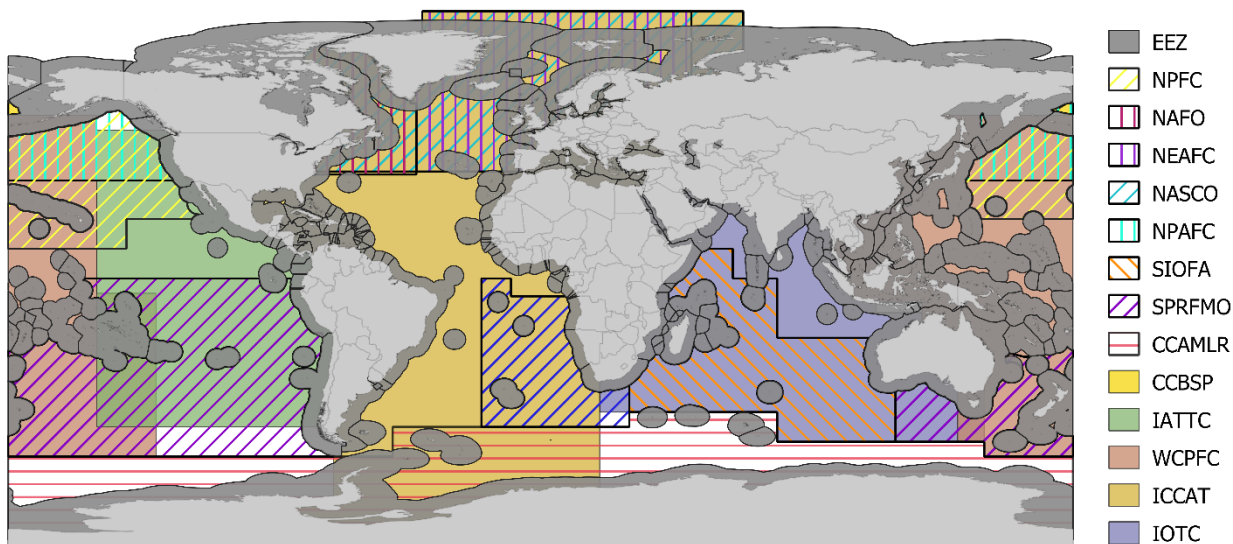 EEZ
NPFC
NAFO
NEAFC
NASCO
NPAFC
SIOFA
SPRFMO
CCAMLR
CCBSP
IATTC
WCPFC
ICCAT
IOTC